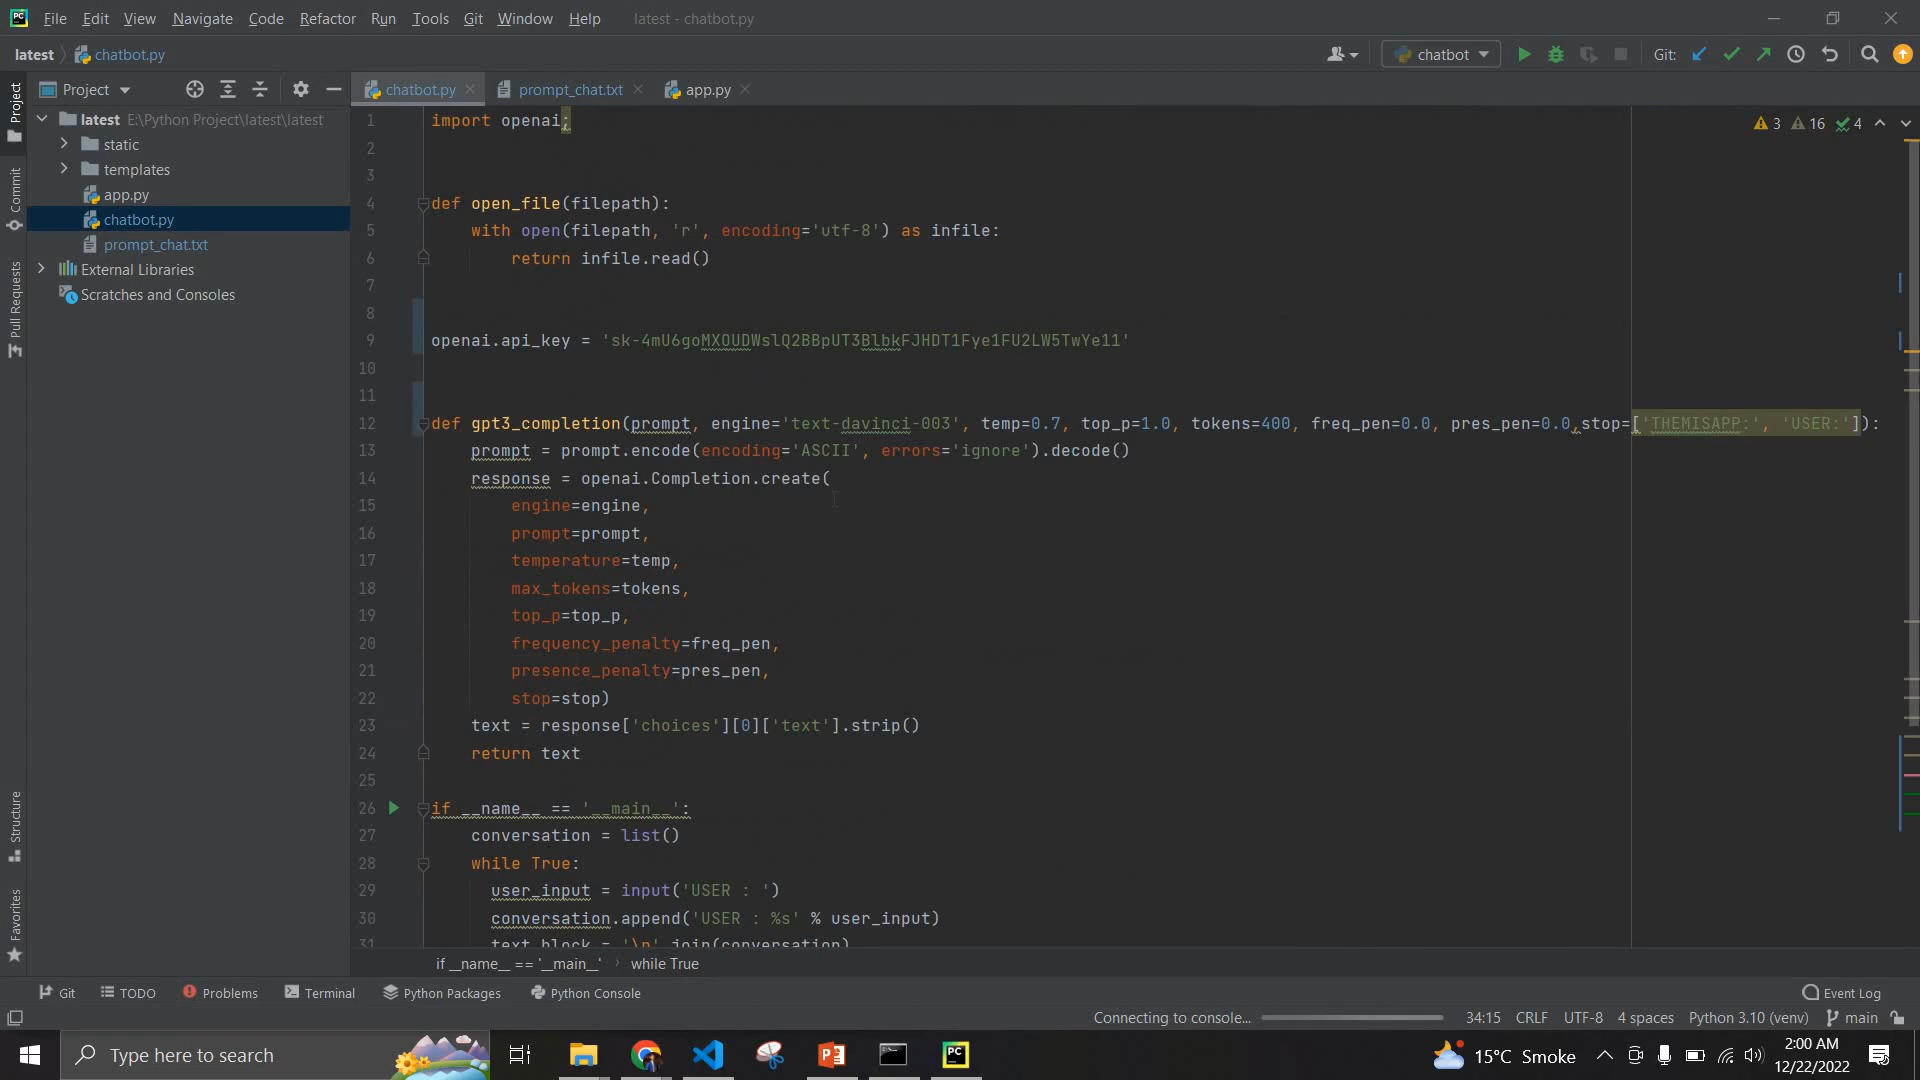 PC File Edit View Navigate Code Refactor Run Tools Git Window Help latest - chatbot.py
latest chatbot.py chatbot Git:
Project chatbot.py prompt_chat.txt app.py
Project
Commit
Pull Requests
Structure
Favorites
latest E:\Python Project\latest\latest
static
templates
app.py
chatbot.py
prompt_chat.txt
External Libraries
Scratches and Consoles
3 16 4
1 import openai;
2
3
4 def open_file(filepath):
5 with open(filepath, 'r', encoding='utf-8') as infile:
6 return infile.read()
7
8
9 openai.api_key = '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'
10
11
12 def gpt3_completion(prompt, engine='text-davinci-003', temp=0.7, top_p=1.0, tokens=400, freq_pen=0.0, pres_pen=0.0,stop=['THEMISAPP:', 'USER:']):
13 prompt = prompt.encode(encoding='ASCII', errors='ignore').decode()
14 response = openai.Completion.create(
15 engine=engine,
16 prompt=prompt,
17 temperature=temp,
18 max_tokens=tokens,
19 top_p=top_p,
20 frequency_penalty=freq_pen,
21 presence_penalty=pres_pen,
22 stop=stop)
23 text = response['choices'][0]['text'].strip()
24 return text
25
26 if __name__ == '__main__':
27 conversation = list()
28 while True:
29 user_input = input('USER : ')
30 conversation.append('USER : %s' % user_input)
31 text_block = '\n'.join(conversation)
if __name__ == '__main__' while True
Git TODO Problems Terminal Python Packages Python Console Event Log
Connecting to console... 34:15 CRLF UTF-8 4 spaces Python 3.10 (venv) main
Type here to search 15°C Smoke 2:00 AM
12/22/2022